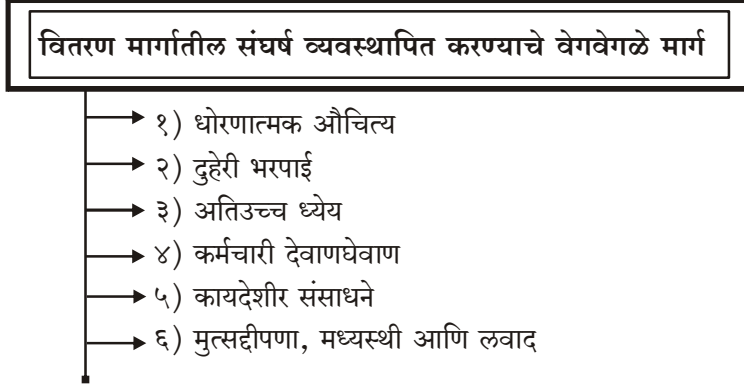 वितरण मार्गातील संघर्ष व्यवस्थापित करण्याचे वेगवेगळे मार्ग
१) धोरणात्मक औचित्य
२) दुहेरी भरपाई
३) अतिउच्च ध्येय
४) कर्मचारी देवाणघेवाण
५) कायदेशीर संसाधने
६) मुत्सद्दीपणा, मध्यस्थी आणि लवाद